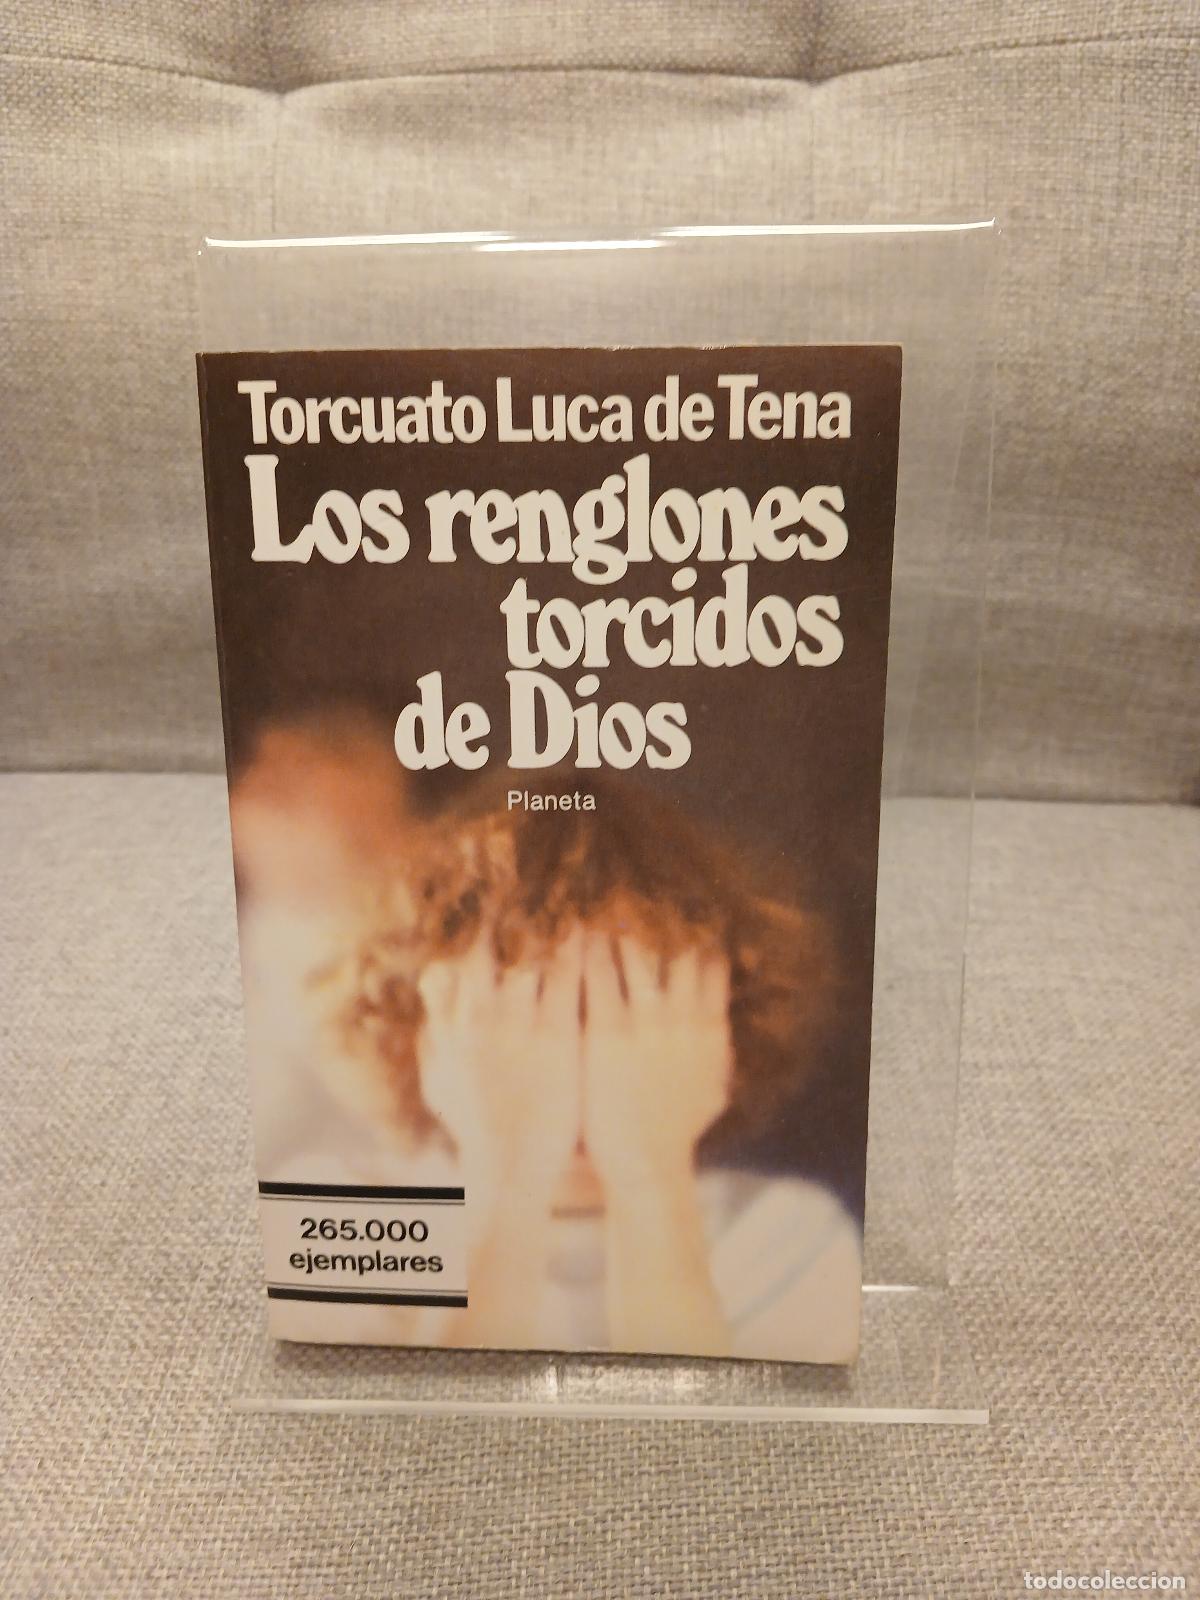 Torcuato Luca de Tena
Los renglones
torcidos
de Dios
Planeta
265.000
ejemplares
todocoleccion